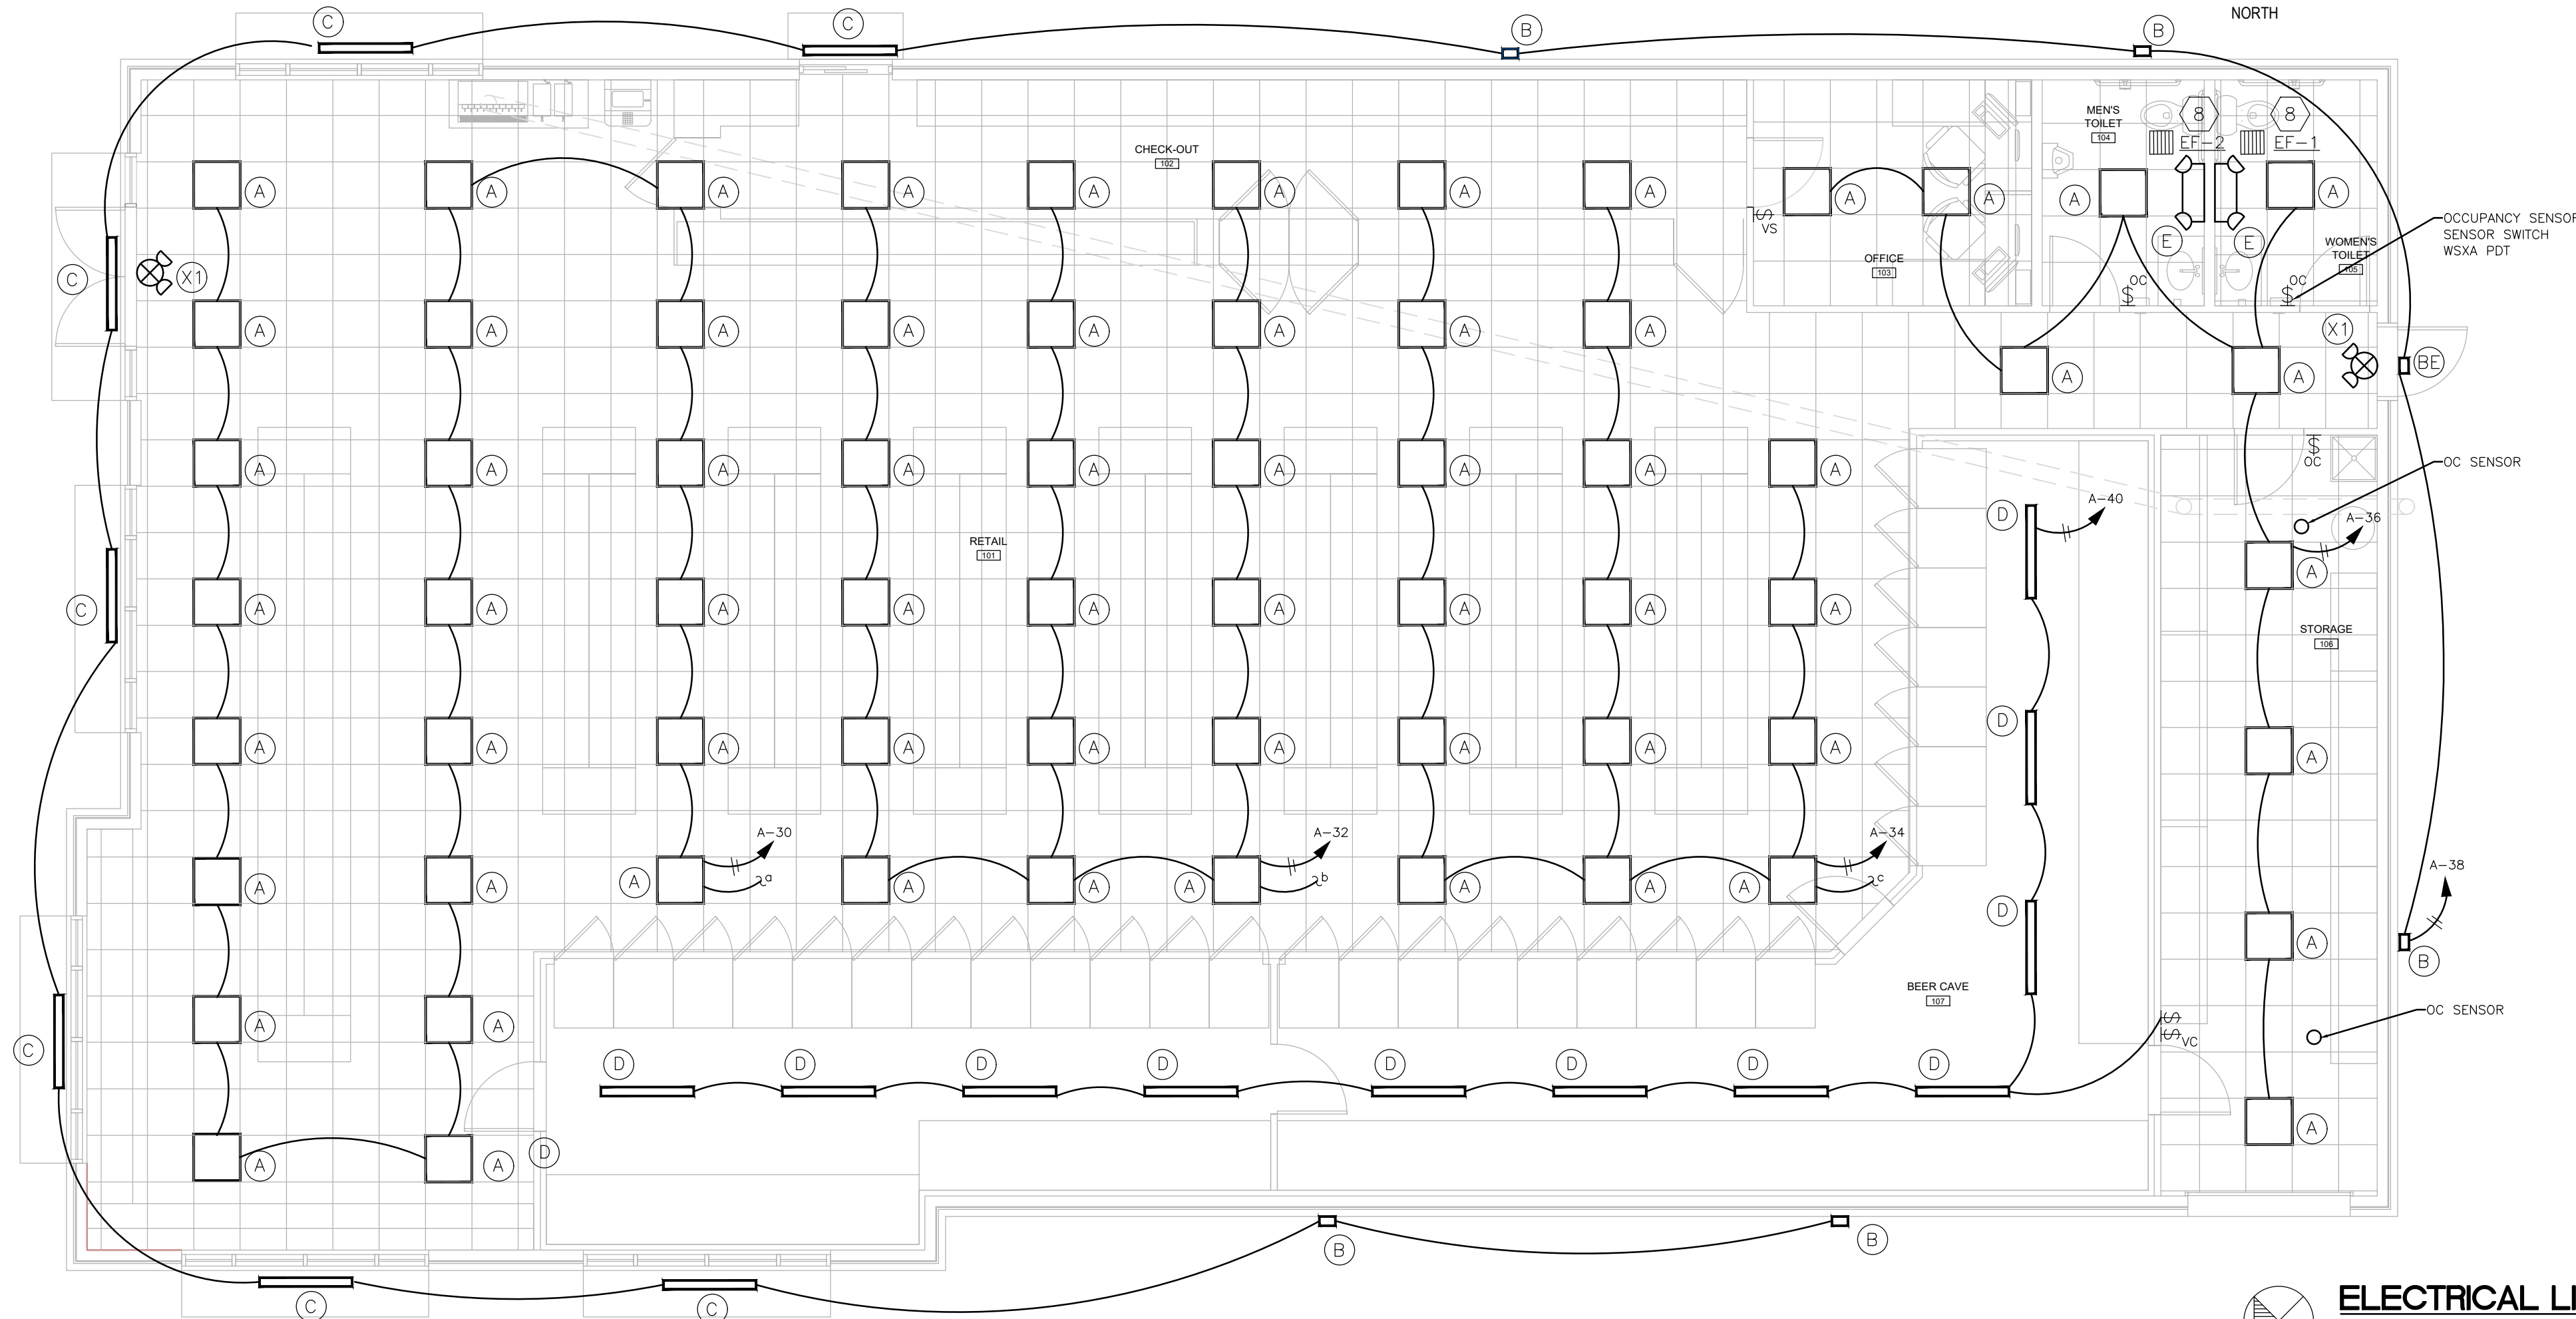 NORTH
C C B B
MEN'S
TOILET
104
8 8
EF-2 EF-1
CHECK-OUT
102
A A A A A A A A A A A A
OCCUPANCY SENSOR
SENSOR SWITCH
WSXA PDT
VS
E E
WOMEN'S
TOILET
105
OFFICE
103
C X1
$ OC $ OC
A A A A A A A A
X1
BE
A A
$ OC
OC SENSOR
A A A A A A A A A
A-40
D
A-36
RETAIL
101
A
C A A A A A A A A A
STORAGE
106
D
A A A A A A A A A A
A-30 A-32 A-34
A-38
a b c
A A A A A A A A A
D
A
B
BEER CAVE
107
OC SENSOR
$
$ VC
A A
C
D D D D D D D D
A
D
A A
B B
C C
ELECTRICAL